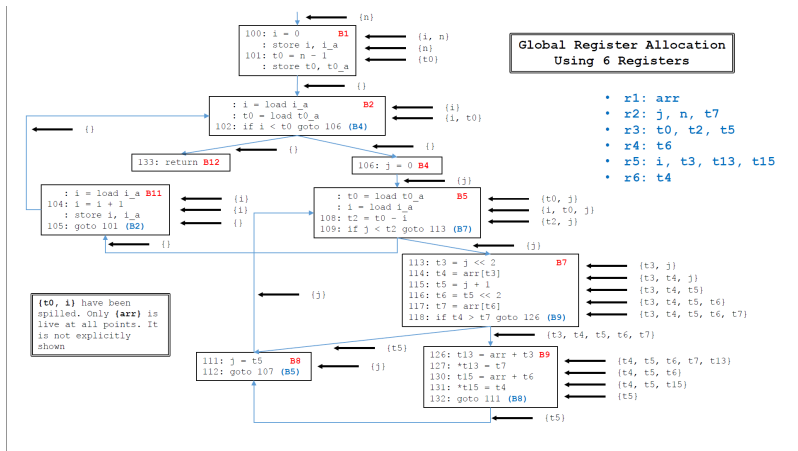 {n}
100: i = 0 B1
: store i, i_a
101: t0 = n - 1
: store t0, t0_a
{i, n}
{n}
{t0}
Global Register Allocation
Using 6 Registers
{}
: i = load i_a B2
: t0 = load t0_a
102: if i < t0 goto 106 (B4)
{i}
{i, t0}
• r1: arr
• r2: j, n, t7
• r3: t0, t2, t5
• r4: t6
• r5: i, t3, t13, t15
• r6: t4
{}
{}
{}
133: return B12
106: j = 0 B4
{j}
: i = load i_a B11
104: i = i + 1
: store i, i_a
105: goto 101 (B2)
{i}
{i}
{}
: t0 = load t0_a B5
: i = load i_a
108: t2 = t0 - i
109: if j < t2 goto 113 (B7)
{t0, j}
{i, t0, j}
{t2, j}
{}
{j}
113: t3 = j << 2 B7
114: t4 = arr[t3]
115: t5 = j + 1
116: t6 = t5 << 2
117: t7 = arr[t6]
118: if t4 > t7 goto 126 (B9)
{t3, j}
{t3, t4, j}
{t3, t4, t5}
{t3, t4, t5, t6}
{t3, t4, t5, t6, t7}
{t0, i} have been
spilled. Only {arr} is
live at all points. It
is not explicitly
shown
{j}
{t3, t4, t5, t6, t7}
{t5}
111: j = t5 B8
112: goto 107 (B5)
{j}
126: t13 = arr + t3 B9
127: *t13 = t7
130: t15 = arr + t6
131: *t15 = t4
132: goto 111 (B8)
{t4, t5, t6, t7, t13}
{t4, t5, t6}
{t4, t5, t15}
{t5}
{t5}